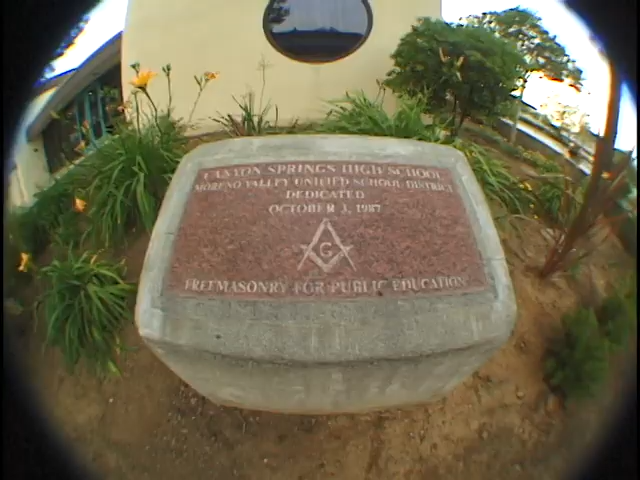 CANYON SPRINGS HIGH SCHOOL
MORENO VALLEY UNIFIED SCHOOL DISTRICT
DEDICATED
OCTOBER 3, 1987
G
FREEMASONRY FOR PUBLIC EDUCATION